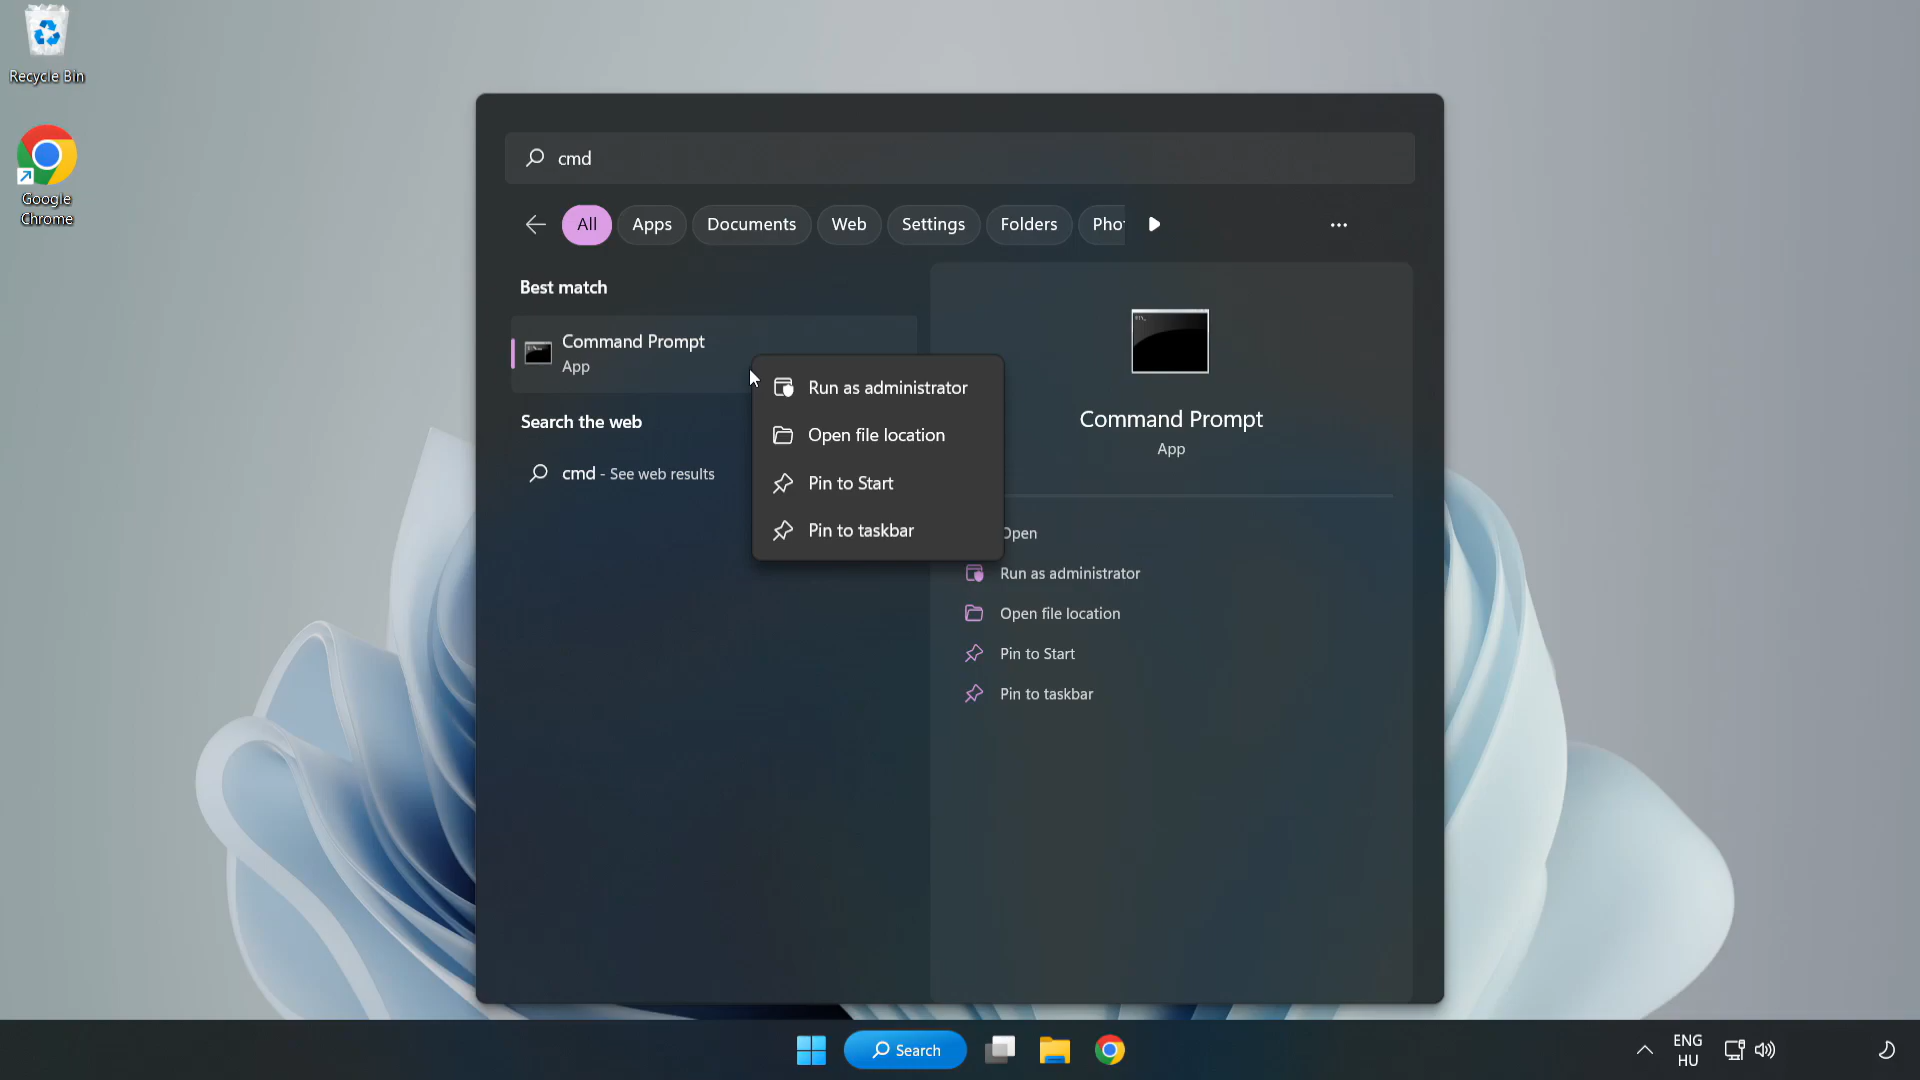 Recycle Bin
Google
Chrome
cmd
All
Apps
Documents
Web
Settings
Folders
Best match
Command Prompt
App
Search the web
cmd - See web results
Run as administrator
Open file location
Pin to Start
Pin to taskbar
Command Prompt
App
Open
Run as administrator
Open file location
Pin to Start
Pin to taskbar
Search
ENG
HU